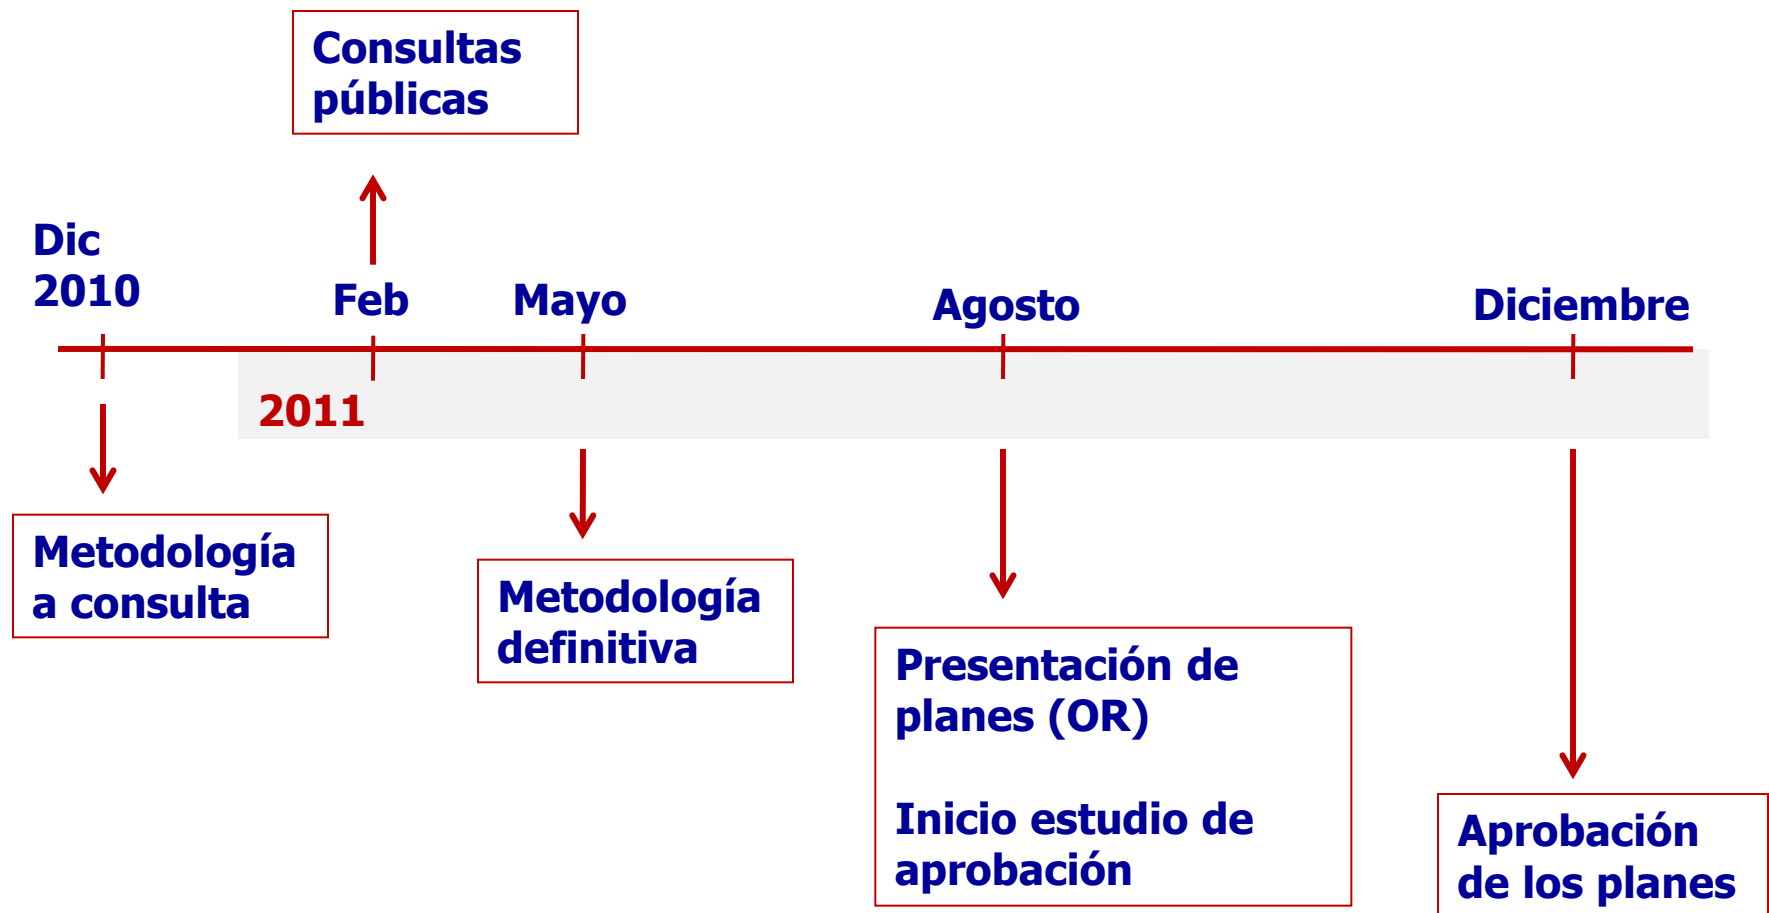 Consultas
públicas
Dic
2010
Feb
Mayo
Agosto
Diciembre
2011
Metodología
a consulta
Metodología
definitiva
Presentación de
planes (OR)
Inicio estudio de
aprobación
Aprobación
de los planes